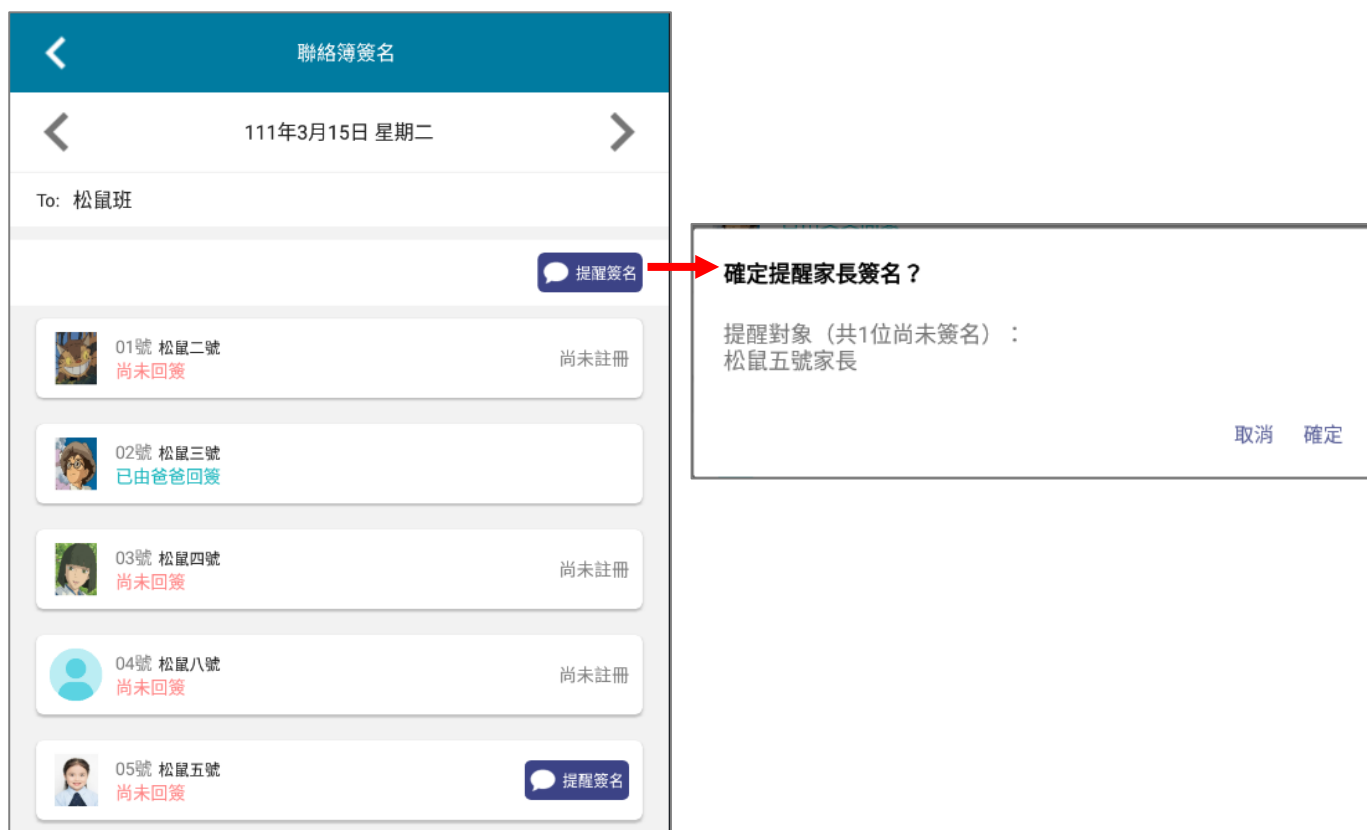 聯絡簿簽名
111年3月15日 星期二
To: 松鼠班
提醒簽名
01號 松鼠二號
尚未回簽
尚未註冊
02號 松鼠三號
已由爸爸回簽
03號 松鼠四號
尚未回簽
尚未註冊
04號 松鼠八號
尚未回簽
尚未註冊
05號 松鼠五號
尚未回簽
提醒簽名
確定提醒家長簽名？
提醒對象（共1位尚未簽名）：
松鼠五號家長
取消 確定